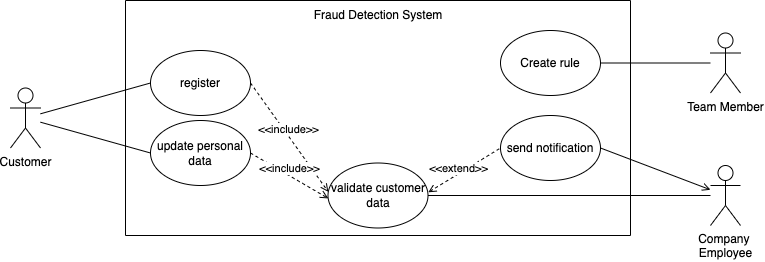 Fraud Detection System
register
Create rule
Team Member
<<include>>
Customer
update personal
data
<<include>>
send notification
<<extend>>
validate customer
data
Company
Employee